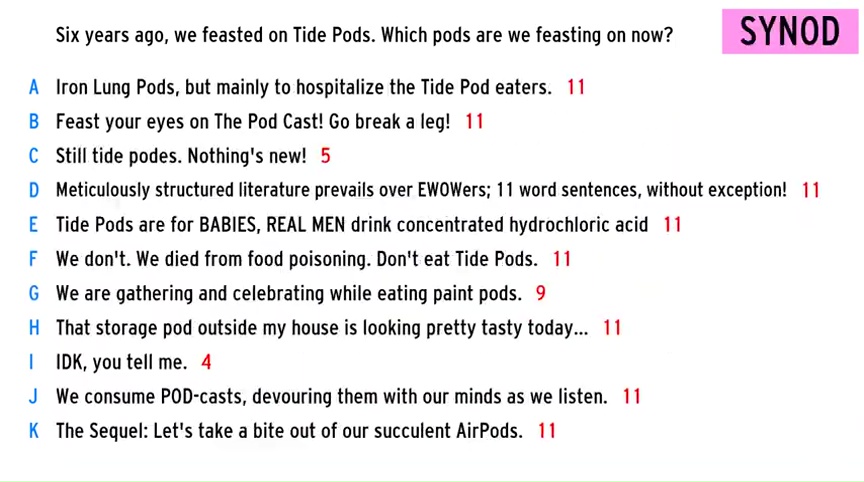 Six years ago, we feasted on Tide Pods. Which pods are we feasting on now?
SYNOD
A Iron Lung Pods, but mainly to hospitalize the Tide Pod eaters. 11
B Feast your eyes on The Pod Cast! Go break a leg! 11
C Still tide podes. Nothing's new! 5
D Meticulously structured literature prevails over EWOWers; 11 word sentences, without exception! 11
E Tide Pods are for BABIES, REAL MEN drink concentrated hydrochloric acid 11
F We don't. We died from food poisoning. Don't eat Tide Pods. 11
G We are gathering and celebrating while eating paint pods. 9
H That storage pod outside my house is looking pretty tasty today... 11
I IDK, you tell me. 4
J We consume POD-casts, devouring them with our minds as we listen. 11
K The Sequel: Let's take a bite out of our succulent AirPods. 11